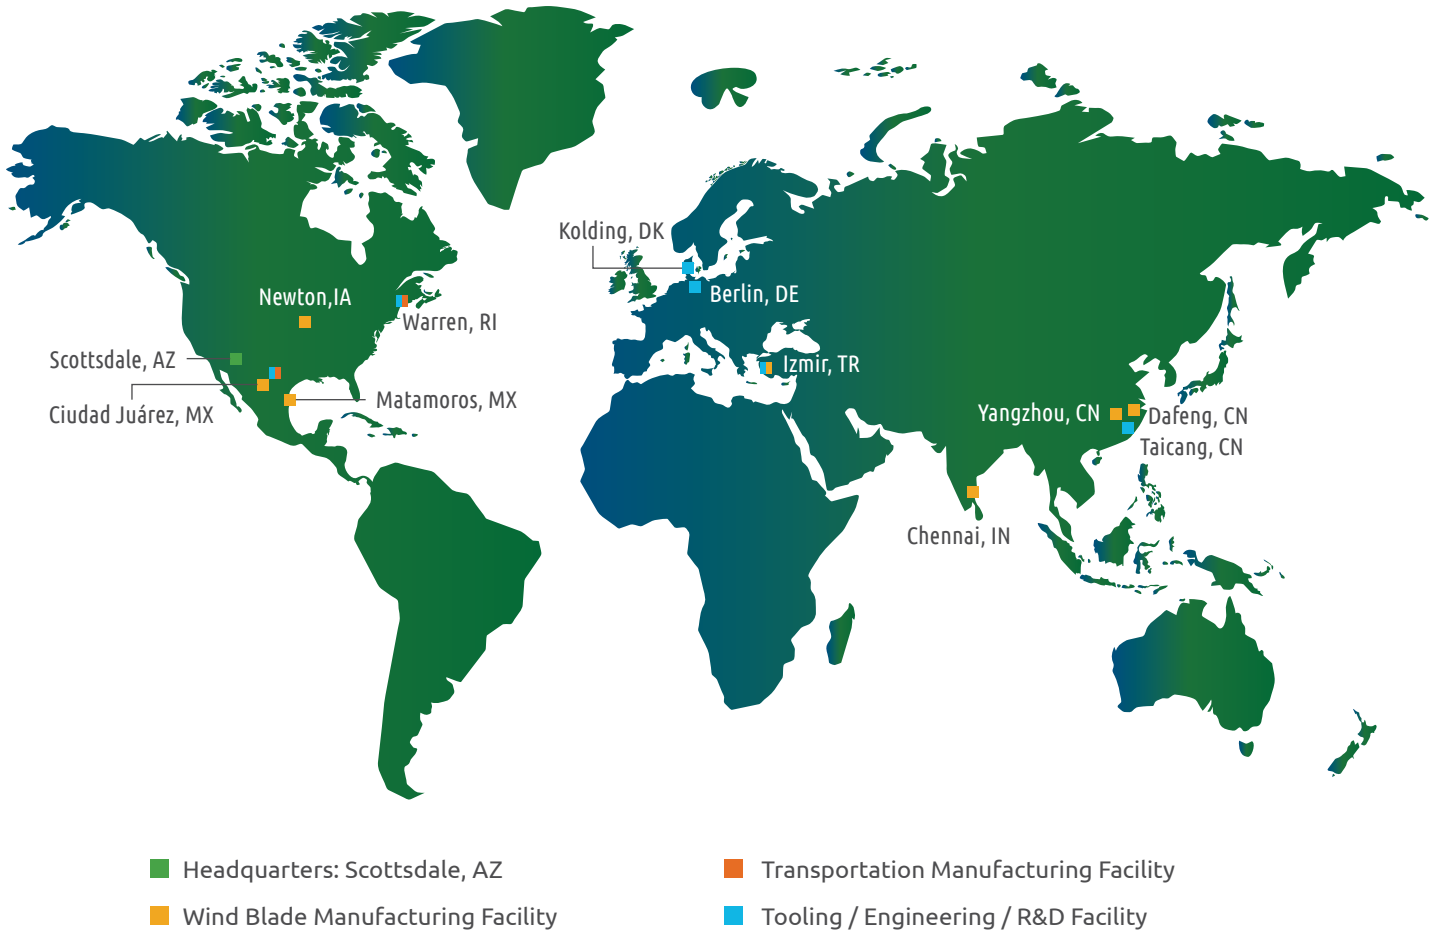 Kolding, DK
Newton,IA
Berlin, DE
Warren, RI
Scottsdale, AZ
Izmir, TR
Ciudad Juárez, MX
Matamoros, MX
Yangzhou, CN
Dafeng, CN
Taicang, CN
Chennai, IN
Headquarters: Scottsdale, AZ
Transportation Manufacturing Facility
Wind Blade Manufacturing Facility
Tooling / Engineering / R&D Facility